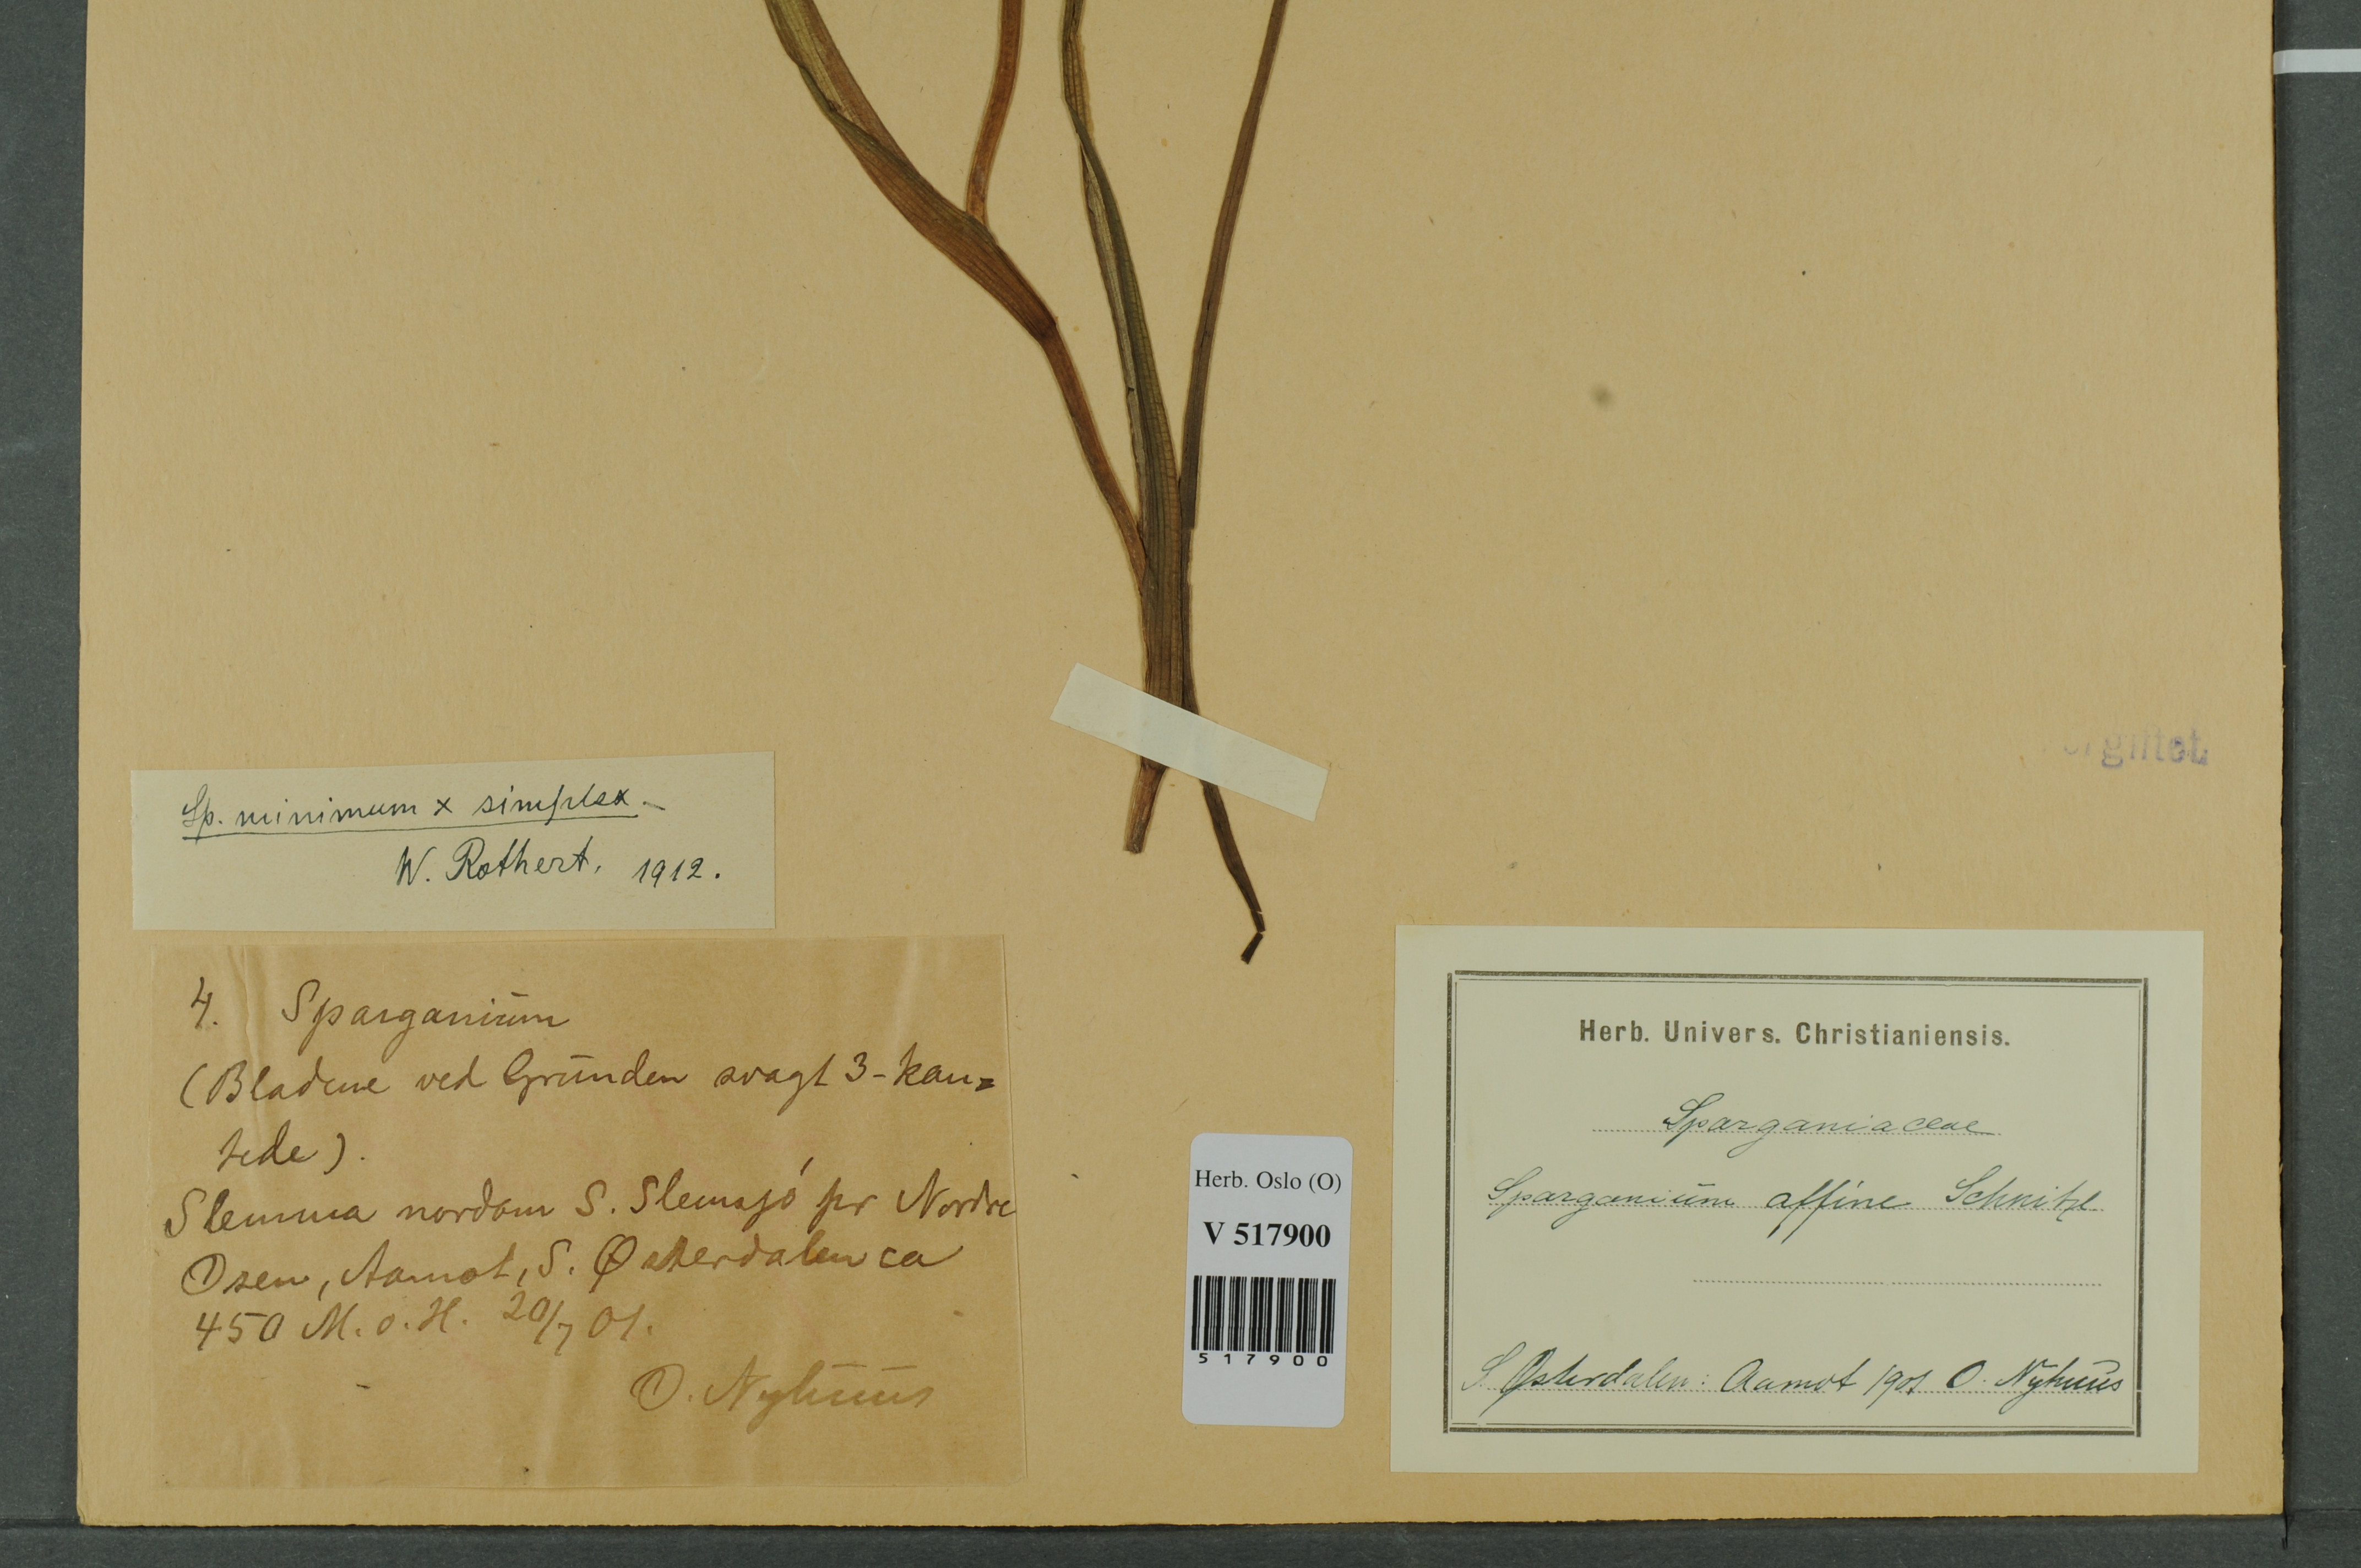 ergiftet.
Sp. minimum x simplex.
W. Rothert. 1912.
4. Sparganium
(Bladene ved Grunden svagt 3-kan=
tede).
Slemma nordom S. Slemsjö pr Nordre
Osen, Aamot, S. Østerdalen ca
450 M. o. H. 20/7 01.
O. Nyhuus
Herb. Oslo (O)
V 517900
517900
Herb. Univers. Christianiensis.
Sparganiaceae
Sparganium affine Schnitzl
S. Østerdalen: Aamot 1901 O. Nyhuus